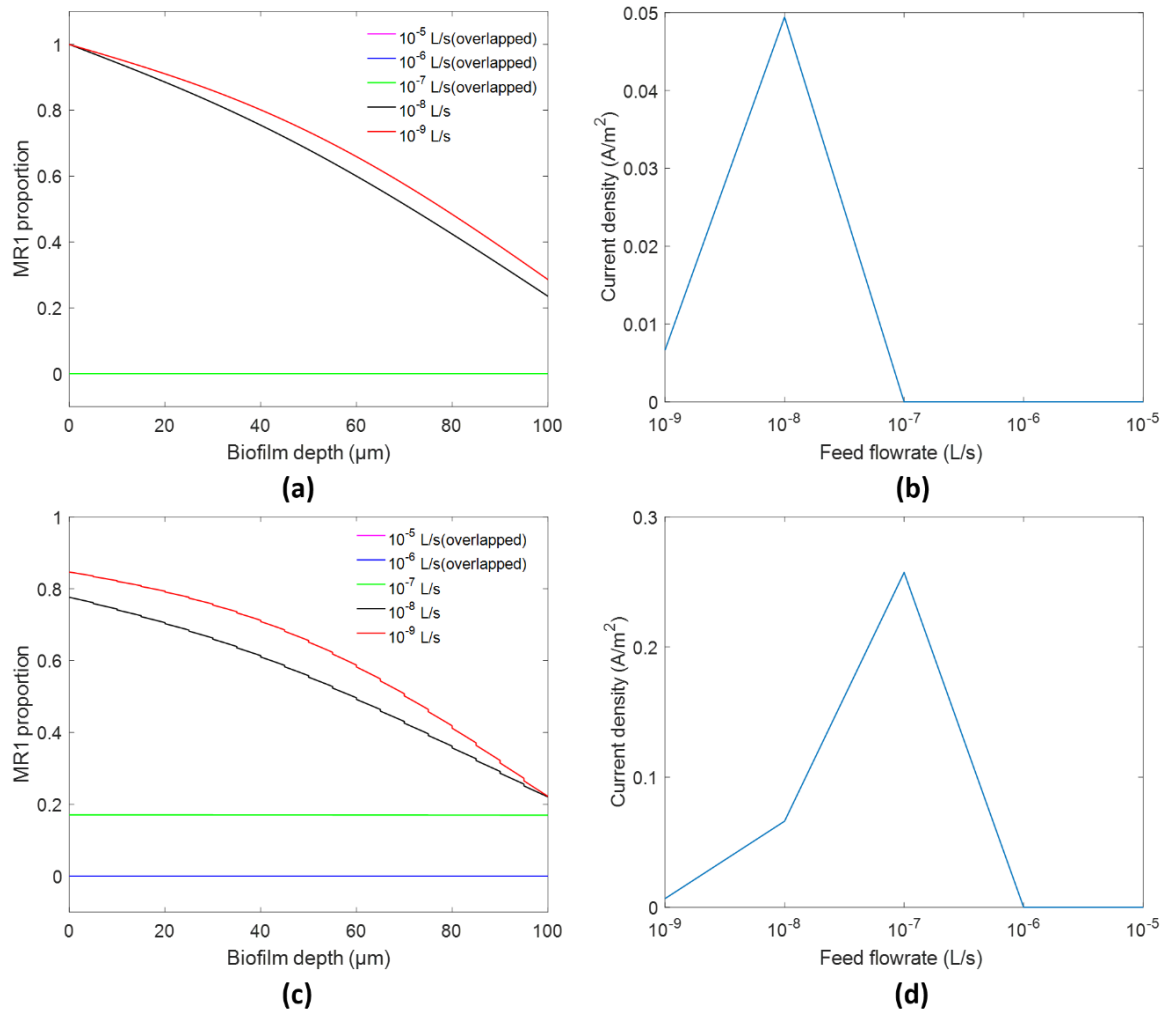 10-5 L/s(overlapped)
10-6 L/s(overlapped)
10-7 L/s(overlapped)
10-8 L/s
10-9 L/s
1
0.8
0.6
0.4
0.2
0
MR1 proportion
0 20 40 60 80 100
Biofilm depth (µm)
(a)
0.05
0.04
0.03
0.02
0.01
0
Current density (A/m2)
10-9 10-8 10-7 10-6 10-5
Feed flowrate (L/s)
(b)
10-5 L/s(overlapped)
10-6 L/s(overlapped)
10-7 L/s
10-8 L/s
10-9 L/s
1
0.8
0.6
0.4
0.2
0
MR1 proportion
0 20 40 60 80 100
Biofilm depth (µm)
(c)
0.3
0.2
0.1
0
Current density (A/m2)
10-9 10-8 10-7 10-6 10-5
Feed flowrate (L/s)
(d)